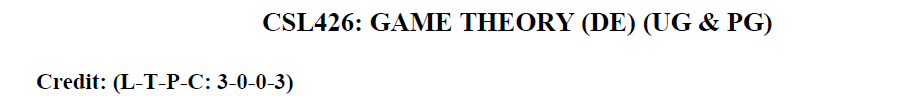 CSL426: GAME THEORY (DE) (UG & PG)
Credit: (L-T-P-C: 3-0-0-3)